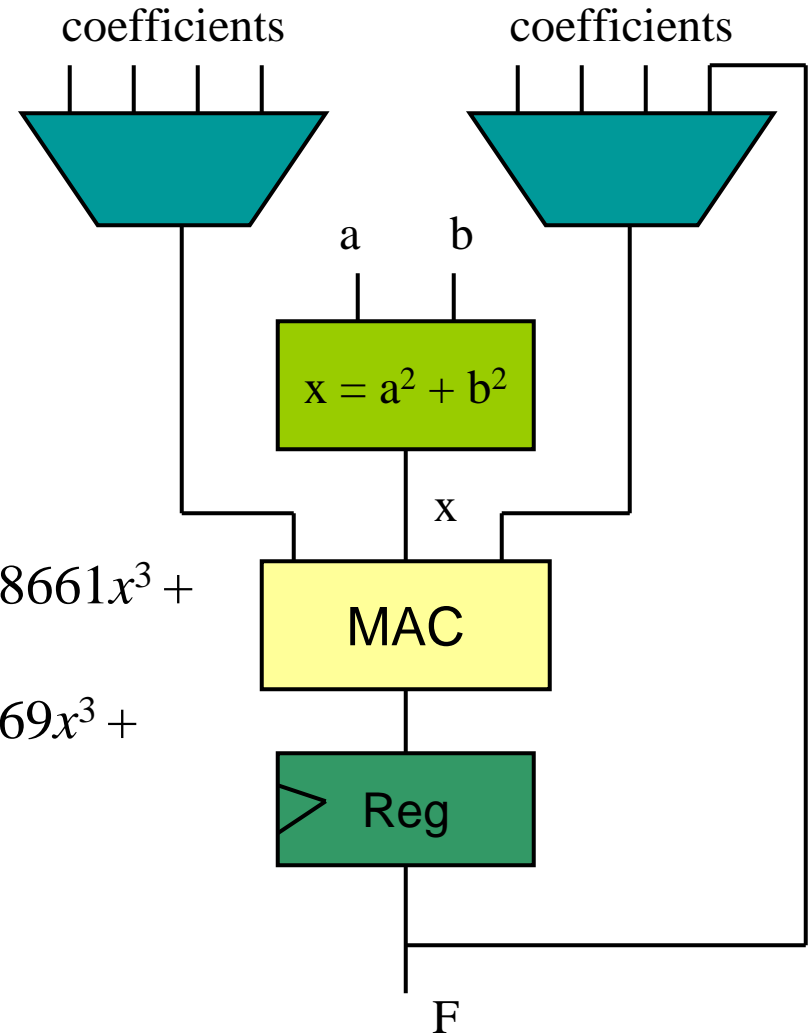 coefficients coefficients
a b
x = a² + b²
x
8661x³ +
MAC
69x³ +
Reg
F